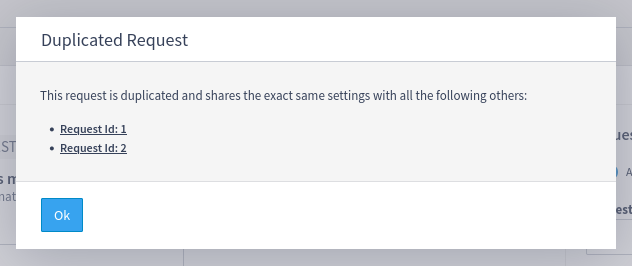 Duplicated Request
This request is duplicated and shares the exact same settings with all the following others:
Request Id: 1
Request Id: 2
Ok